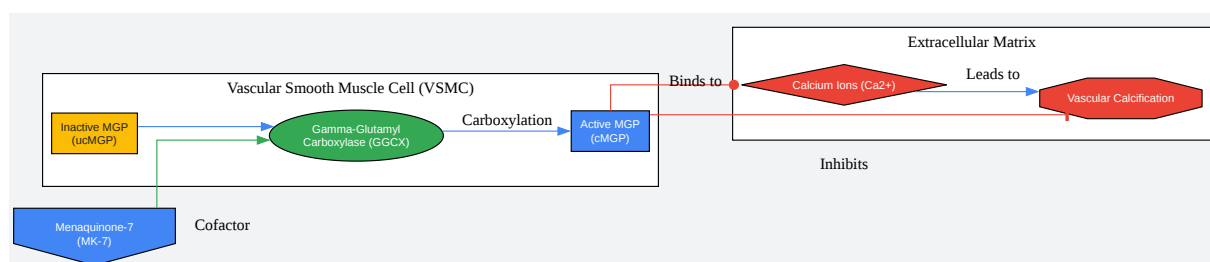 Extracellular Matrix
Vascular Smooth Muscle Cell (VSMC)
Binds to
Calcium Ions (Ca2+)
Leads to
Vascular Calcification
Inactive MGP
(ucMGP)
Gamma-Glutamyl
Carboxylase (GGCX)
Carboxylation
Active MGP
(cMGP)
Inhibits
Menaquinone-7
(MK-7)
Cofactor